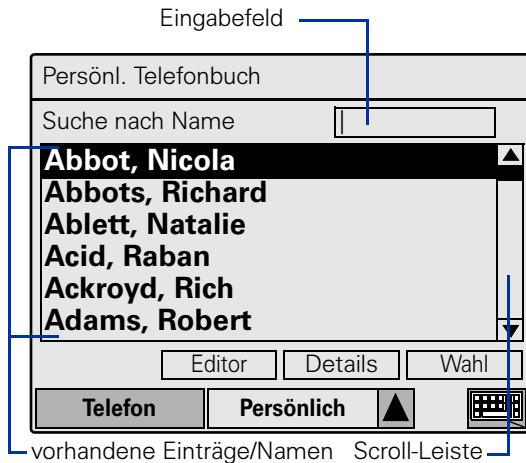 Eingabefeld
Persönl. Telefonbuch
Suche nach Name
Abbot, Nicola
Abbots, Richard
Ablett, Natalie
Acid, Raban
Ackroyd, Rich
Adams, Robert
Editor Details Wahl
Telefon Persönlich
vorhandene Einträge/Namen Scroll-Leiste